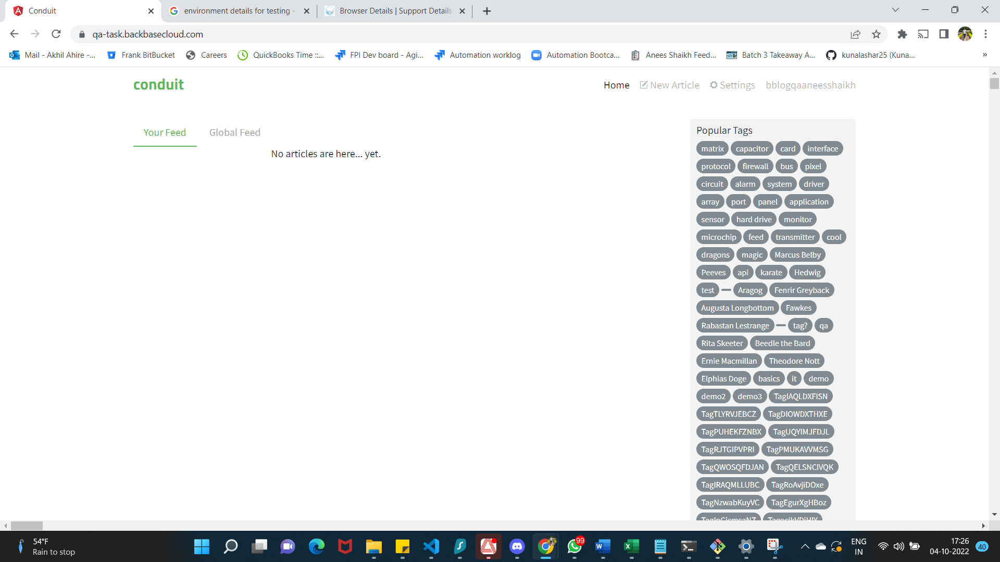 Conduit
environment details for testing -
Browser Details | Support Details
qa-task.backbasecloud.com
Mail - Akhil Ahire -...
Frank BitBucket
Careers
QuickBooks Time ::...
FPI Dev board - Agi...
Automation worklog
Automation Bootca...
Anees Shaikh Feed...
Batch 3 Takeaway A...
kunalashar25 (Kuna...
»
conduit
Home
New Article
Settings
bblogqaaneesshaikh
Your Feed
Global Feed
No articles are here... yet.
Popular Tags
matrix capacitor card interface
protocol firewall bus pixel
circuit alarm system driver
array port panel application
sensor hard drive monitor
microchip feed transmitter cool
dragons magic Marcus Belby
Peeves api karate Hedwig
test Aragog Fenrir Greyback
Augusta Longbottom Fawkes
Rabastan Lestrange tag? qa
Rita Skeeter Beedle the Bard
Ernie Macmillan Theodore Nott
Elphias Doge basics it demo
demo2 demo3 TagIAQLDXFISN
TagTLYRVJEBCZ TagDIOWDXTHXE
TagPUHEKFZNBX TagUQYIMJFDJL
TagRJTGIPVPRI TagPMUKAVVMSG
TagQWOSQFDJAN TagQELSNCIVQK
TagIRAQMLLUBC TagRoAvjiDOxe
TagNzwabKuyVC TagEgurXgHBoz
54°F
Rain to stop
99
ENG
IN
17:26
04-10-2022
40